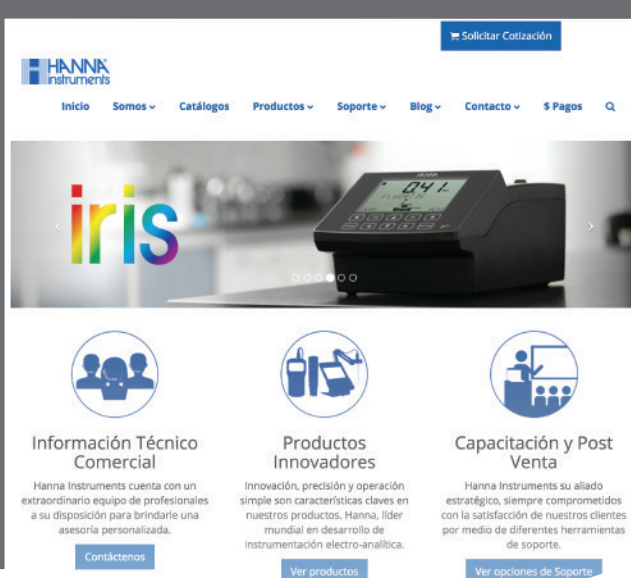 Solicitar Cotización
HANNA
instruments
Inicio Somos Catálogos Productos Soporte Blog Contacto $ Pagos
iris
HANNA
0.41
Información Técnico
Comercial
Hanna Instruments cuenta con un
extraordinario equipo de profesionales
a su disposición para brindarle una
asesoría personalizada.
Contáctenos
Productos
Innovadores
Innovación, precisión y operación
simple son características claves en
nuestros productos. Hanna, líder
mundial en desarrollo de
instrumentación electro-analítica.
Ver productos
Capacitación y Post
Venta
Hanna Instruments su aliado
estratégico, siempre comprometidos
con la satisfacción de nuestros clientes
por medio de diferentes herramientas
de soporte.
Ver opciones de Soporte